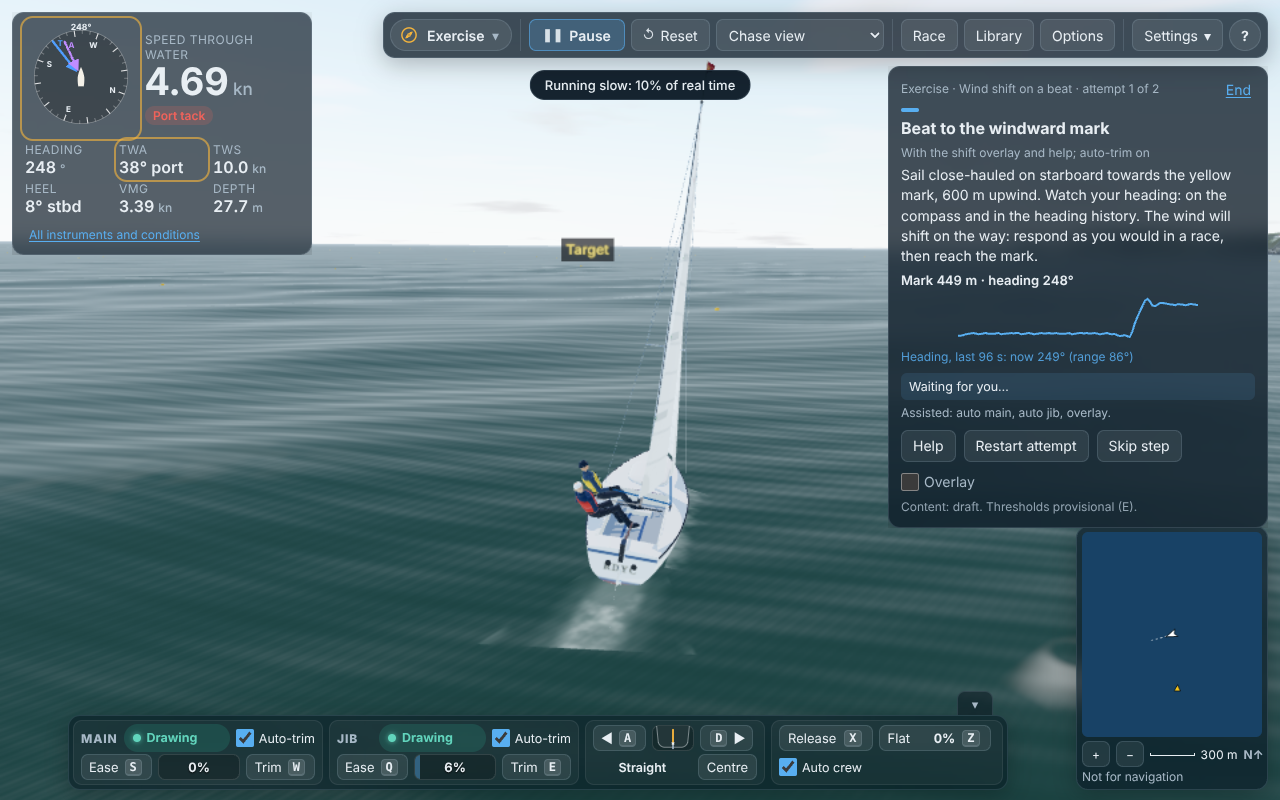 248°
T
A
W
S
N
E
SPEED THROUGH
WATER
4.69 kn
Port tack
HEADING
248 °
TWA
38° port
TWS
10.0 kn
HEEL
8° stbd
VMG
3.39 kn
DEPTH
27.7 m
All instruments and conditions
Exercise ▾
Pause
Reset
Chase view
Race
Library
Options
Settings ▾
?
Running slow: 10% of real time
Target
RDYC
Exercise · Wind shift on a beat · attempt 1 of 2
End
Beat to the windward mark
With the shift overlay and help; auto-trim on
Sail close-hauled on starboard towards the yellow
mark, 600 m upwind. Watch your heading: on the
compass and in the heading history. The wind will
shift on the way: respond as you would in a race,
then reach the mark.
Mark 449 m · heading 248°
Heading, last 96 s: now 249° (range 86°)
Waiting for you…
Assisted: auto main, auto jib, overlay.
Help
Restart attempt
Skip step
Overlay
Content: draft. Thresholds provisional (E).
+
−
300 m N↑
Not for navigation
▾
MAIN
Drawing
Auto-trim
Ease S
0%
Trim W
JIB
Drawing
Auto-trim
Ease Q
6%
Trim E
◀ A
D ▶
Straight
Centre
Release X
Flat 0% Z
Auto crew